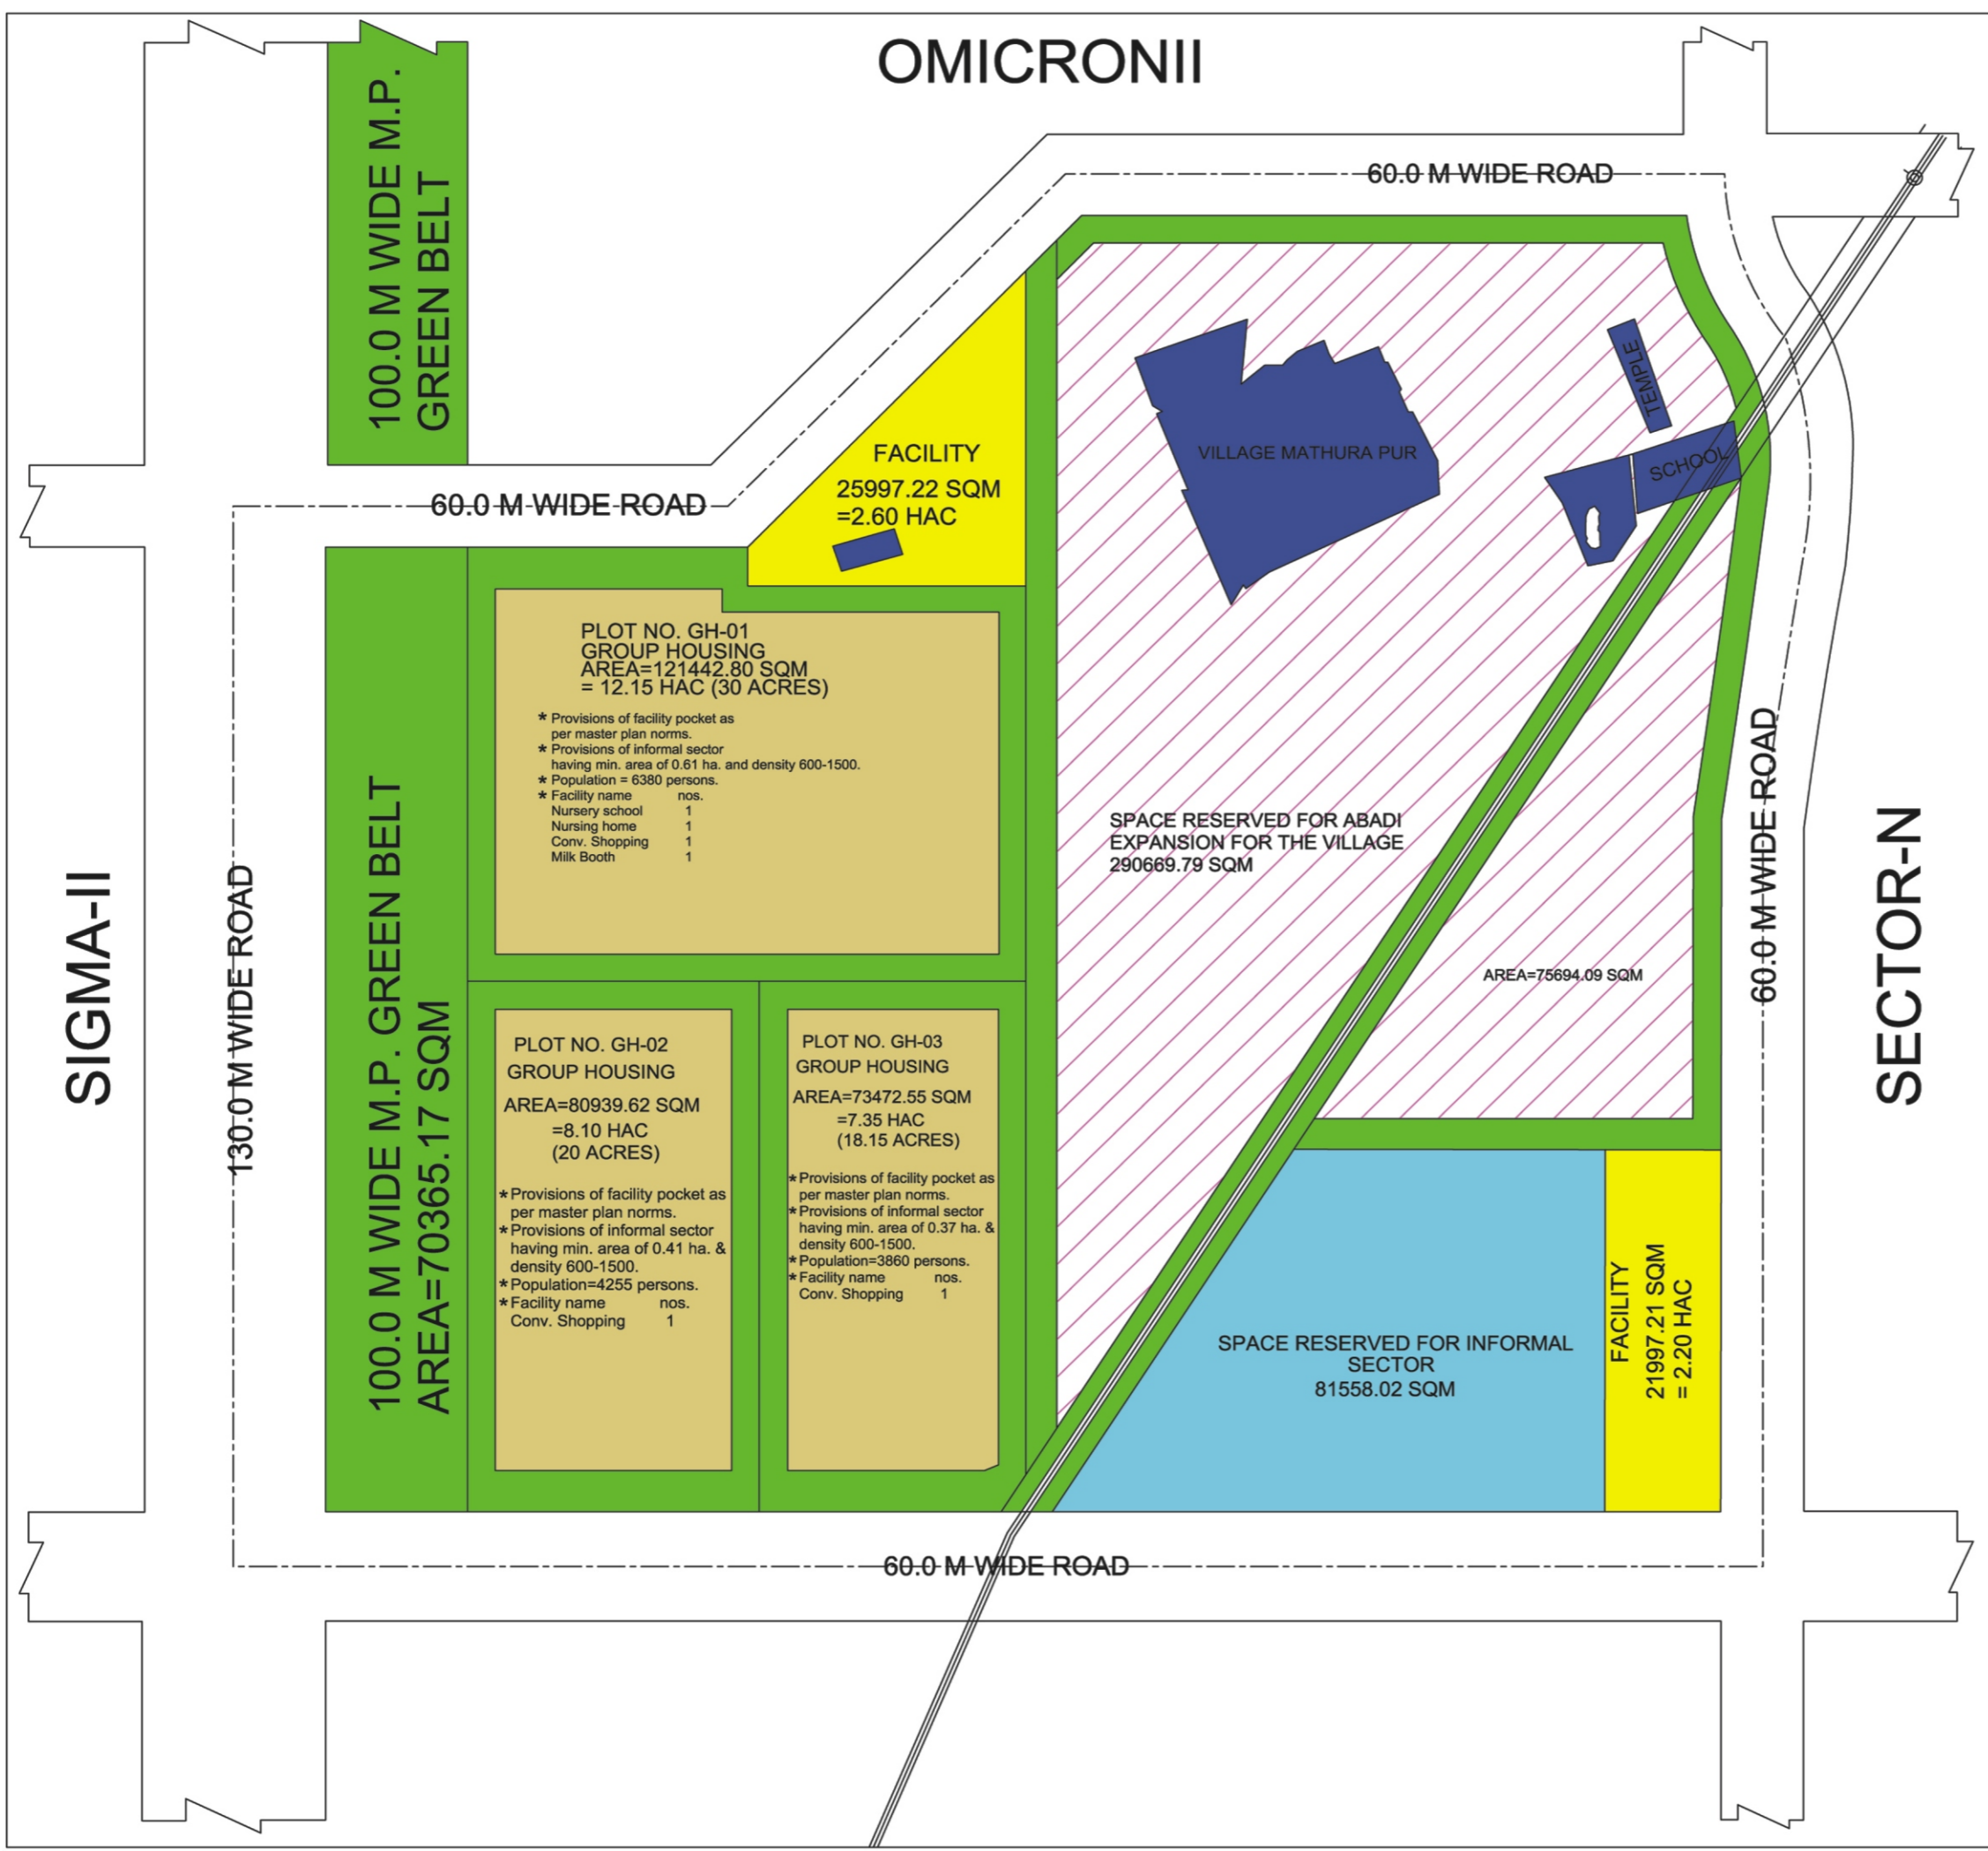 OMICRONII
100.0 M WIDE M.P.
GREEN BELT
60.0 M WIDE ROAD
60.0 M WIDE ROAD
FACILITY
25997.22 SQM
=2.60 HAC
VILLAGE MATHURA PUR
TEMPLE
SCHOOL
PLOT NO. GH-01
GROUP HOUSING
AREA=121442.80 SQM
= 12.15 HAC (30 ACRES)
* Provisions of facility pocket as
per master plan norms.
* Provisions of informal sector
having min. area of 0.61 ha. and density 600-1500.
* Population = 6380 persons.
* Facility name nos.
Nursery school 1
Nursing home 1
Conv. Shopping 1
Milk Booth 1
SPACE RESERVED FOR ABADI
EXPANSION FOR THE VILLAGE
290669.79 SQM
AREA=75694.09 SQM
60.0 M WIDE ROAD
SECTOR-N
SIGMA-II
130.0 M WIDE ROAD
100.0 M WIDE M.P. GREEN BELT
AREA=70365.17 SQM
PLOT NO. GH-02
GROUP HOUSING
AREA=80939.62 SQM
=8.10 HAC
(20 ACRES)
* Provisions of facility pocket as
per master plan norms.
* Provisions of informal sector
having min. area of 0.41 ha. &
density 600-1500.
* Population=4255 persons.
* Facility name nos.
Conv. Shopping 1
PLOT NO. GH-03
GROUP HOUSING
AREA=73472.55 SQM
=7.35 HAC
(18.15 ACRES)
* Provisions of facility pocket as
per master plan norms.
* Provisions of informal sector
having min. area of 0.37 ha. &
density 600-1500.
* Population=3860 persons.
* Facility name nos.
Conv. Shopping 1
SPACE RESERVED FOR INFORMAL
SECTOR
81558.02 SQM
FACILITY
21997.21 SQM
= 2.20 HAC
60.0 M WIDE ROAD